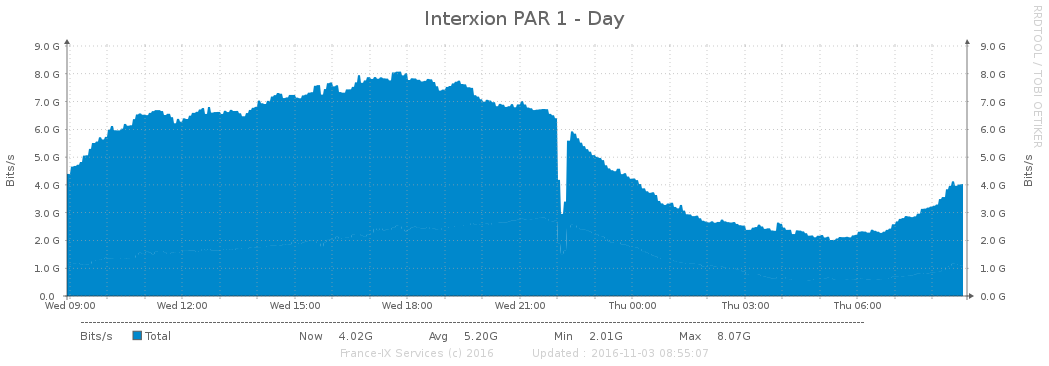 Interxion PAR 1 - Day
RRDTOOL / TOBI OETIKER
Bits/s
Bits/s
9.0 G 9.0 G
8.0 G 8.0 G
7.0 G 7.0 G
6.0 G 6.0 G
5.0 G 5.0 G
4.0 G 4.0 G
3.0 G 3.0 G
2.0 G 2.0 G
1.0 G 1.0 G
0.0 0.0 G
Wed 09:00 Wed 12:00 Wed 15:00 Wed 18:00 Wed 21:00 Thu 00:00 Thu 03:00 Thu 06:00
Bits/s Total Now 4.02G Avg 5.20G Min 2.01G Max 8.07G
France-IX Services (c) 2016 Updated : 2016-11-03 08:55:07